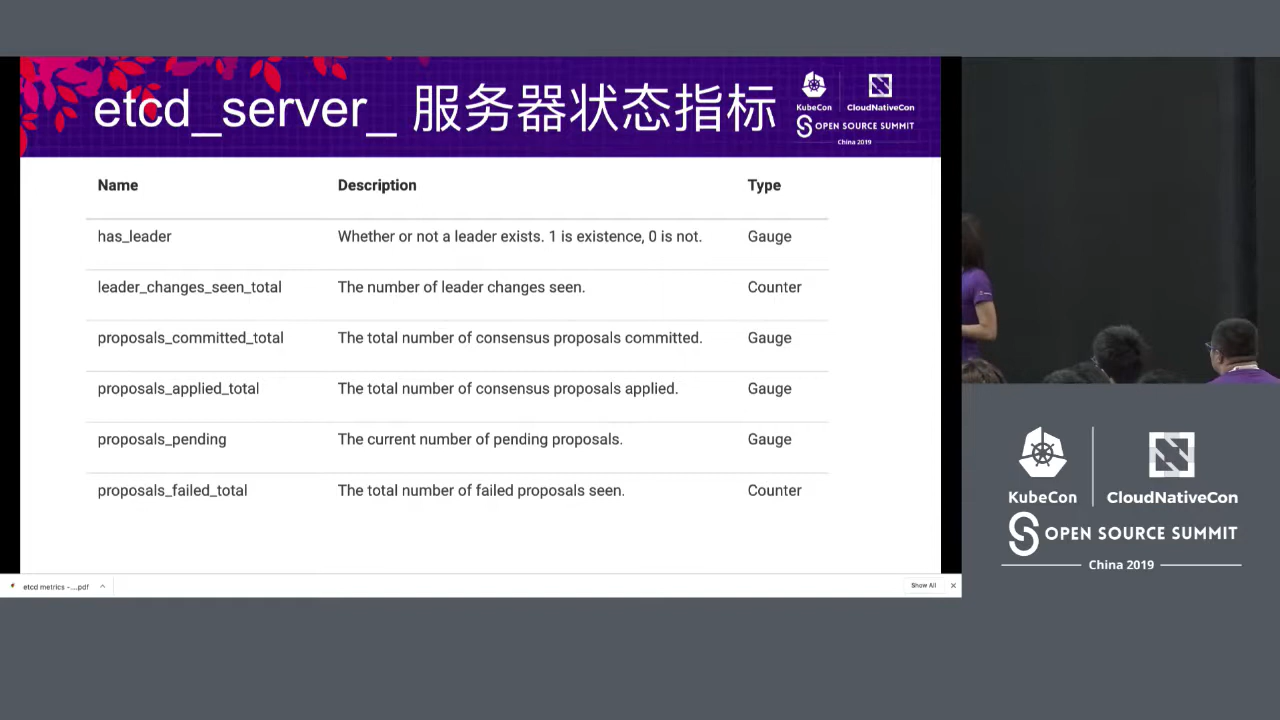 etcd_server_ 服务器状态指标
KubeCon
CloudNativeCon
OPEN SOURCE SUMMIT
China 2019
Name Description Type
has_leader Whether or not a leader exists. 1 is existence, 0 is not. Gauge
leader_changes_seen_total The number of leader changes seen. Counter
proposals_committed_total The total number of consensus proposals committed. Gauge
proposals_applied_total The total number of consensus proposals applied. Gauge
proposals_pending The current number of pending proposals. Gauge
proposals_failed_total The total number of failed proposals seen. Counter
etcd metrics -....pdf
Show All
KubeCon
CloudNativeCon
OPEN SOURCE SUMMIT
China 2019